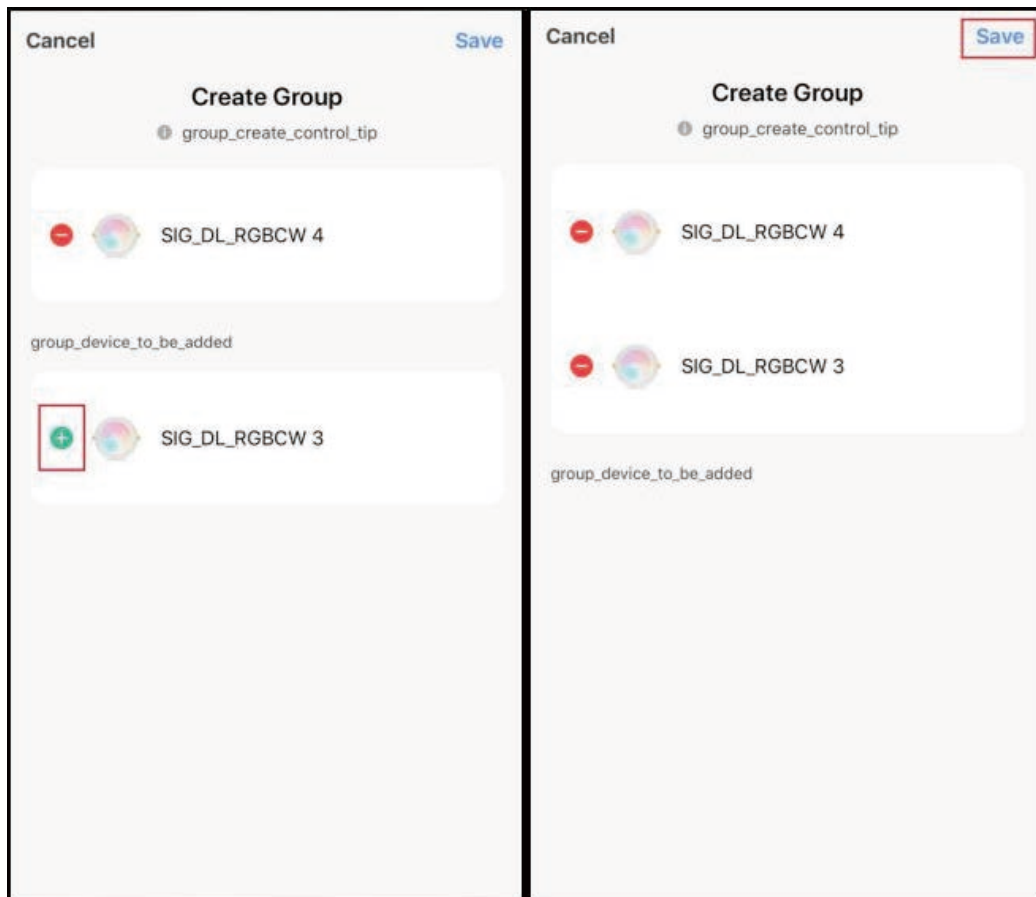 Cancel Save
Create Group
group_create_control_tip
SIG_DL_RGBCW 4
group_device_to_be_added
SIG_DL_RGBCW 3
Cancel Save
Create Group
group_create_control_tip
SIG_DL_RGBCW 4
SIG_DL_RGBCW 3
group_device_to_be_added